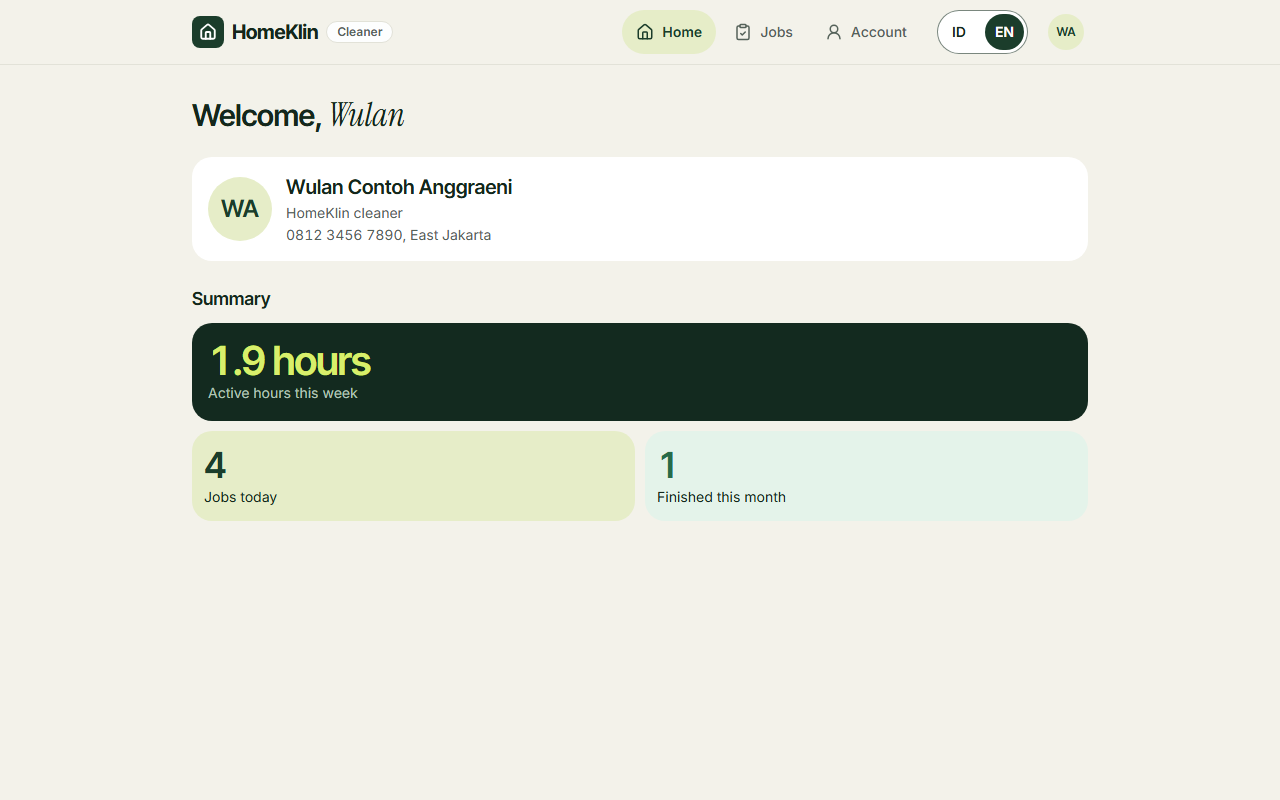 HomeKlin Cleaner Home Jobs Account ID EN WA
Welcome, Wulan
WA
Wulan Contoh Anggraeni
HomeKlin cleaner
0812 3456 7890, East Jakarta
Summary
1.9 hours
Active hours this week
4
Jobs today
1
Finished this month